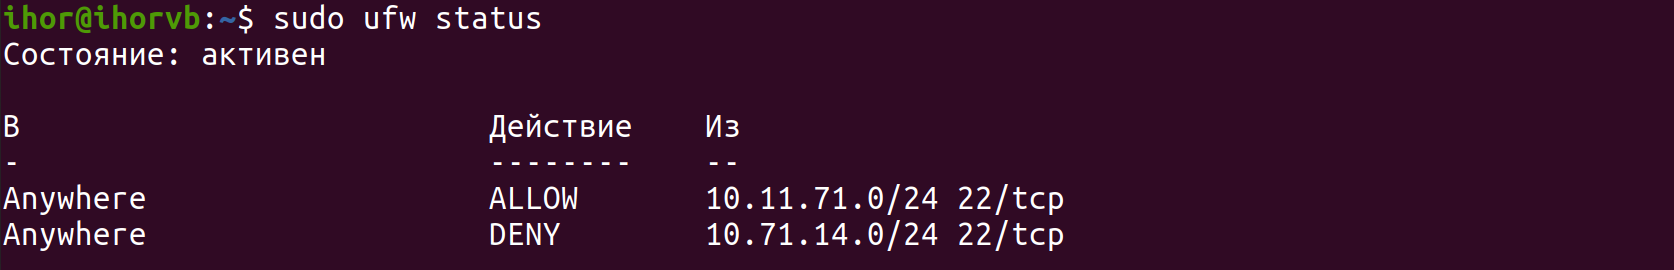 ihor@ihorvb:~$ sudo ufw status
Состояние: активен
В                          Действие    Из
-                          --------    --
Anywhere                   ALLOW       10.11.71.0/24 22/tcp
Anywhere                   DENY        10.71.14.0/24 22/tcp